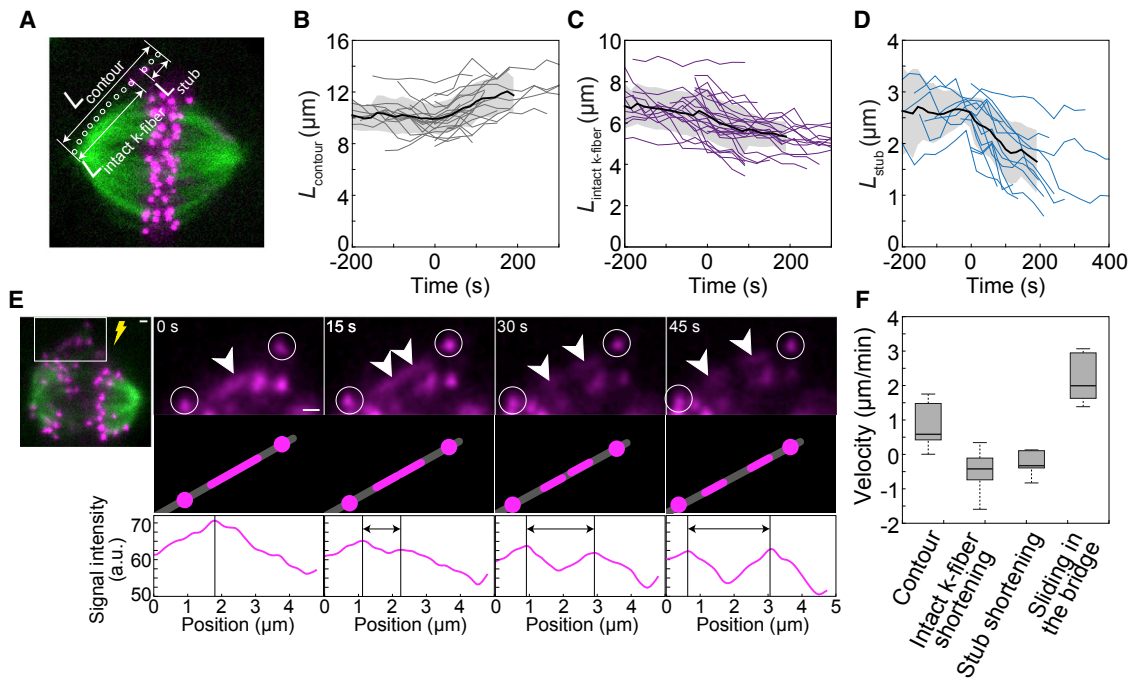 A
L contour
L stub
L intact k-fiber
B
16
12
8
4
0
L contour (µm)
-200
0
200
Time (s)
C
10
8
6
4
2
0
L intact k-fiber (µm)
-200
0
200
Time (s)
D
4
3
2
1
L stub (µm)
-200
0
200
400
Time (s)
E
0 s
15 s
30 s
45 s
Signal intensity
(a.u.)
70
60
50
0 1 2 3 4
0 1 2 3 4
0 1 2 3 4
0 1 2 3 4 5
Position (µm)
Position (µm)
Position (µm)
Position (µm)
F
4
3
2
1
0
-1
-2
Velocity (µm/min)
Contour
Intact k-fiber
shortening
Stub shortening
Sliding in
the bridge